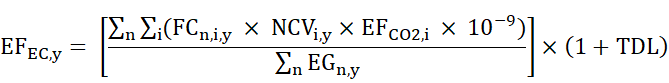 EF_EC,y = [∑_n ∑_i(FC_n,i,y × NCV_i,y × EF_CO2,i × 10^−9) / ∑_n EG_n,y] × (1 + TDL)